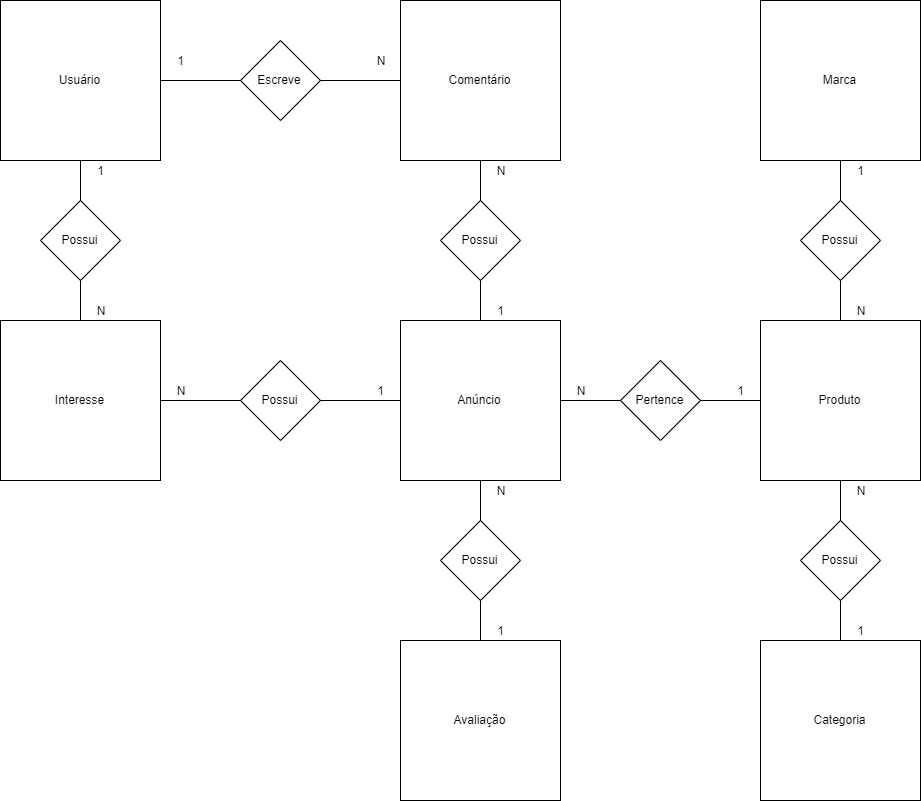 Usuário
1
Escreve
N
Comentário
Marca
1
N
1
Possui
Possui
Possui
N
1
N
Interesse
N
Possui
1
Anúncio
N
Pertence
1
Produto
N
N
Possui
Possui
1
1
Avaliação
Categoria